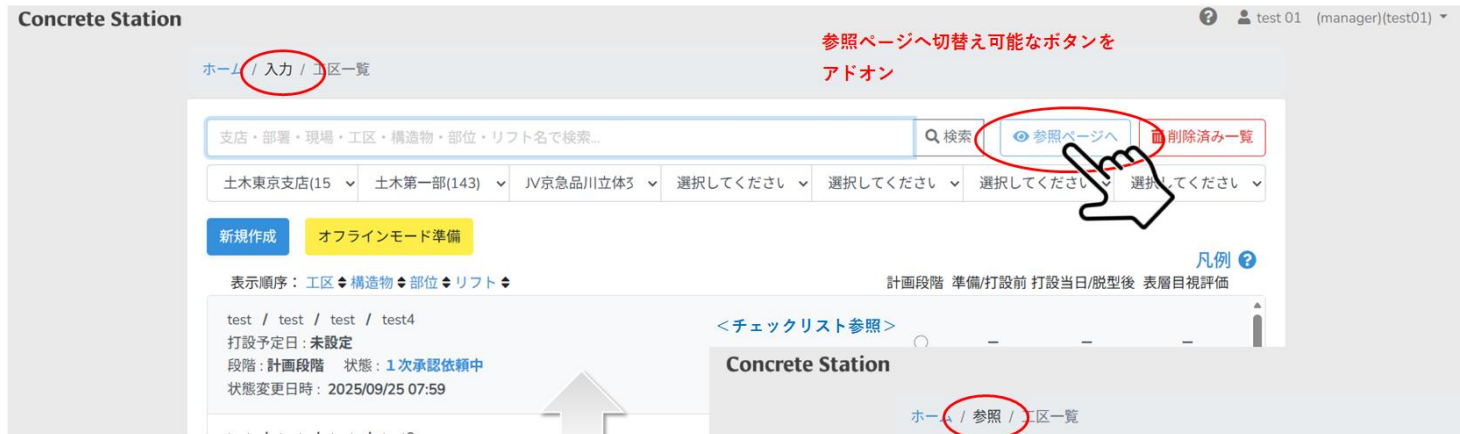 Concrete Station
test 01 (manager)(test01)
参照ページへ切替え可能なボタンを
アドオン
ホーム / 入力 / 工区一覧
支店・部署・現場・工区・構造物・部位・リフト名で検索...
検索
参照ページへ
削除済み一覧
土木東京支店(15
土木第一部(143)
JV京急品川立体
選択してください
選択してください
選択してください
選択してください
新規作成
オフラインモード準備
凡例
表示順序： 工区 構造物 部位 リフト
計画段階 準備/打設前 打設当日/脱型後 表層目視評価
test / test / test / test4
打設予定日 : 未設定
段階 : 計画段階 状態 : 1次承認依頼中
状態変更日時 : 2025/09/25 07:59
＜チェックリスト参照＞
Concrete Station
ホーム / 参照 / 工区一覧